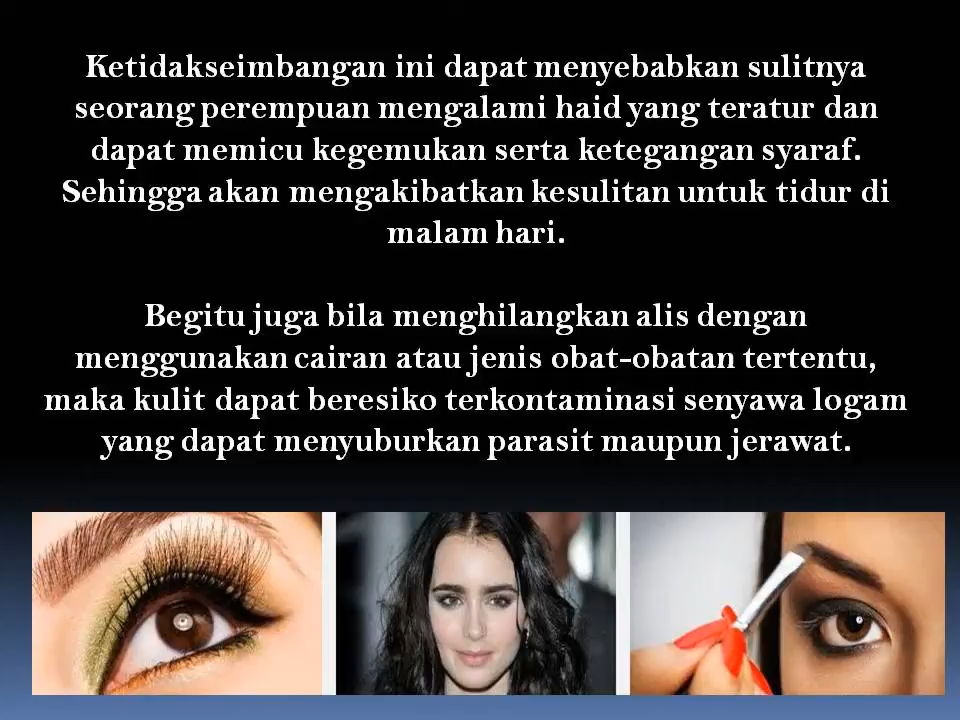 Ketidakseimbangan ini dapat menyebabkan sulitnya
seorang perempuan mengalami haid yang teratur dan
dapat memicu kegemukan serta ketegangan syaraf.
Sehingga akan mengakibatkan kesulitan untuk tidur di
malam hari.
Begitu juga bila menghilangkan alis dengan
menggunakan cairan atau jenis obat-obatan tertentu,
maka kulit dapat beresiko terkontaminasi senyawa logam
yang dapat menyuburkan parasit maupun jerawat.